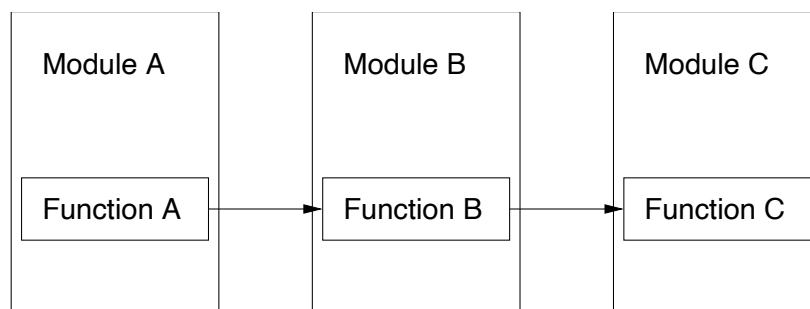 Module A
Module B
Module C
Function A
Function B
Function C